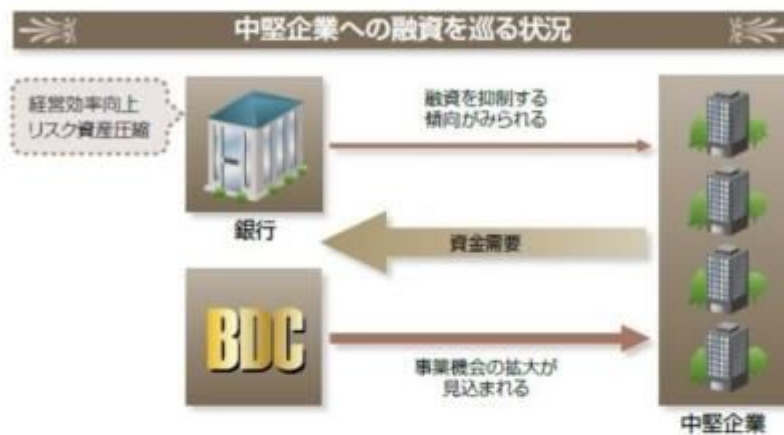 中堅企業への融資を巡る状況
経営効率向上
リスク資産圧縮
融資を抑制する
傾向がみられる
銀行
資金需要
BDC
事業機会の拡大が
見込まれる
中堅企業